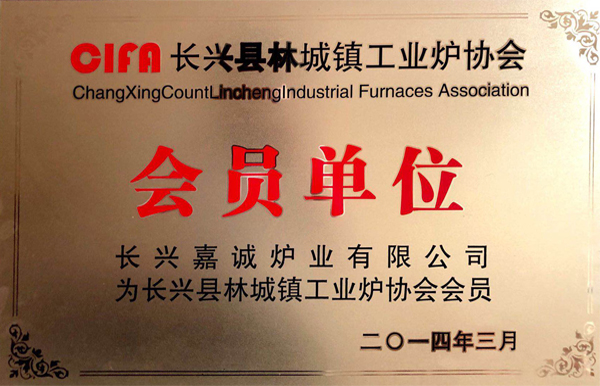 CIFA 长兴县林城镇工业炉协会
ChangXingCountLinchengIndustrial Furnaces Association
会员单位
长兴嘉诚炉业有限公司
为长兴县林城镇工业炉协会会员
二〇一四年三月